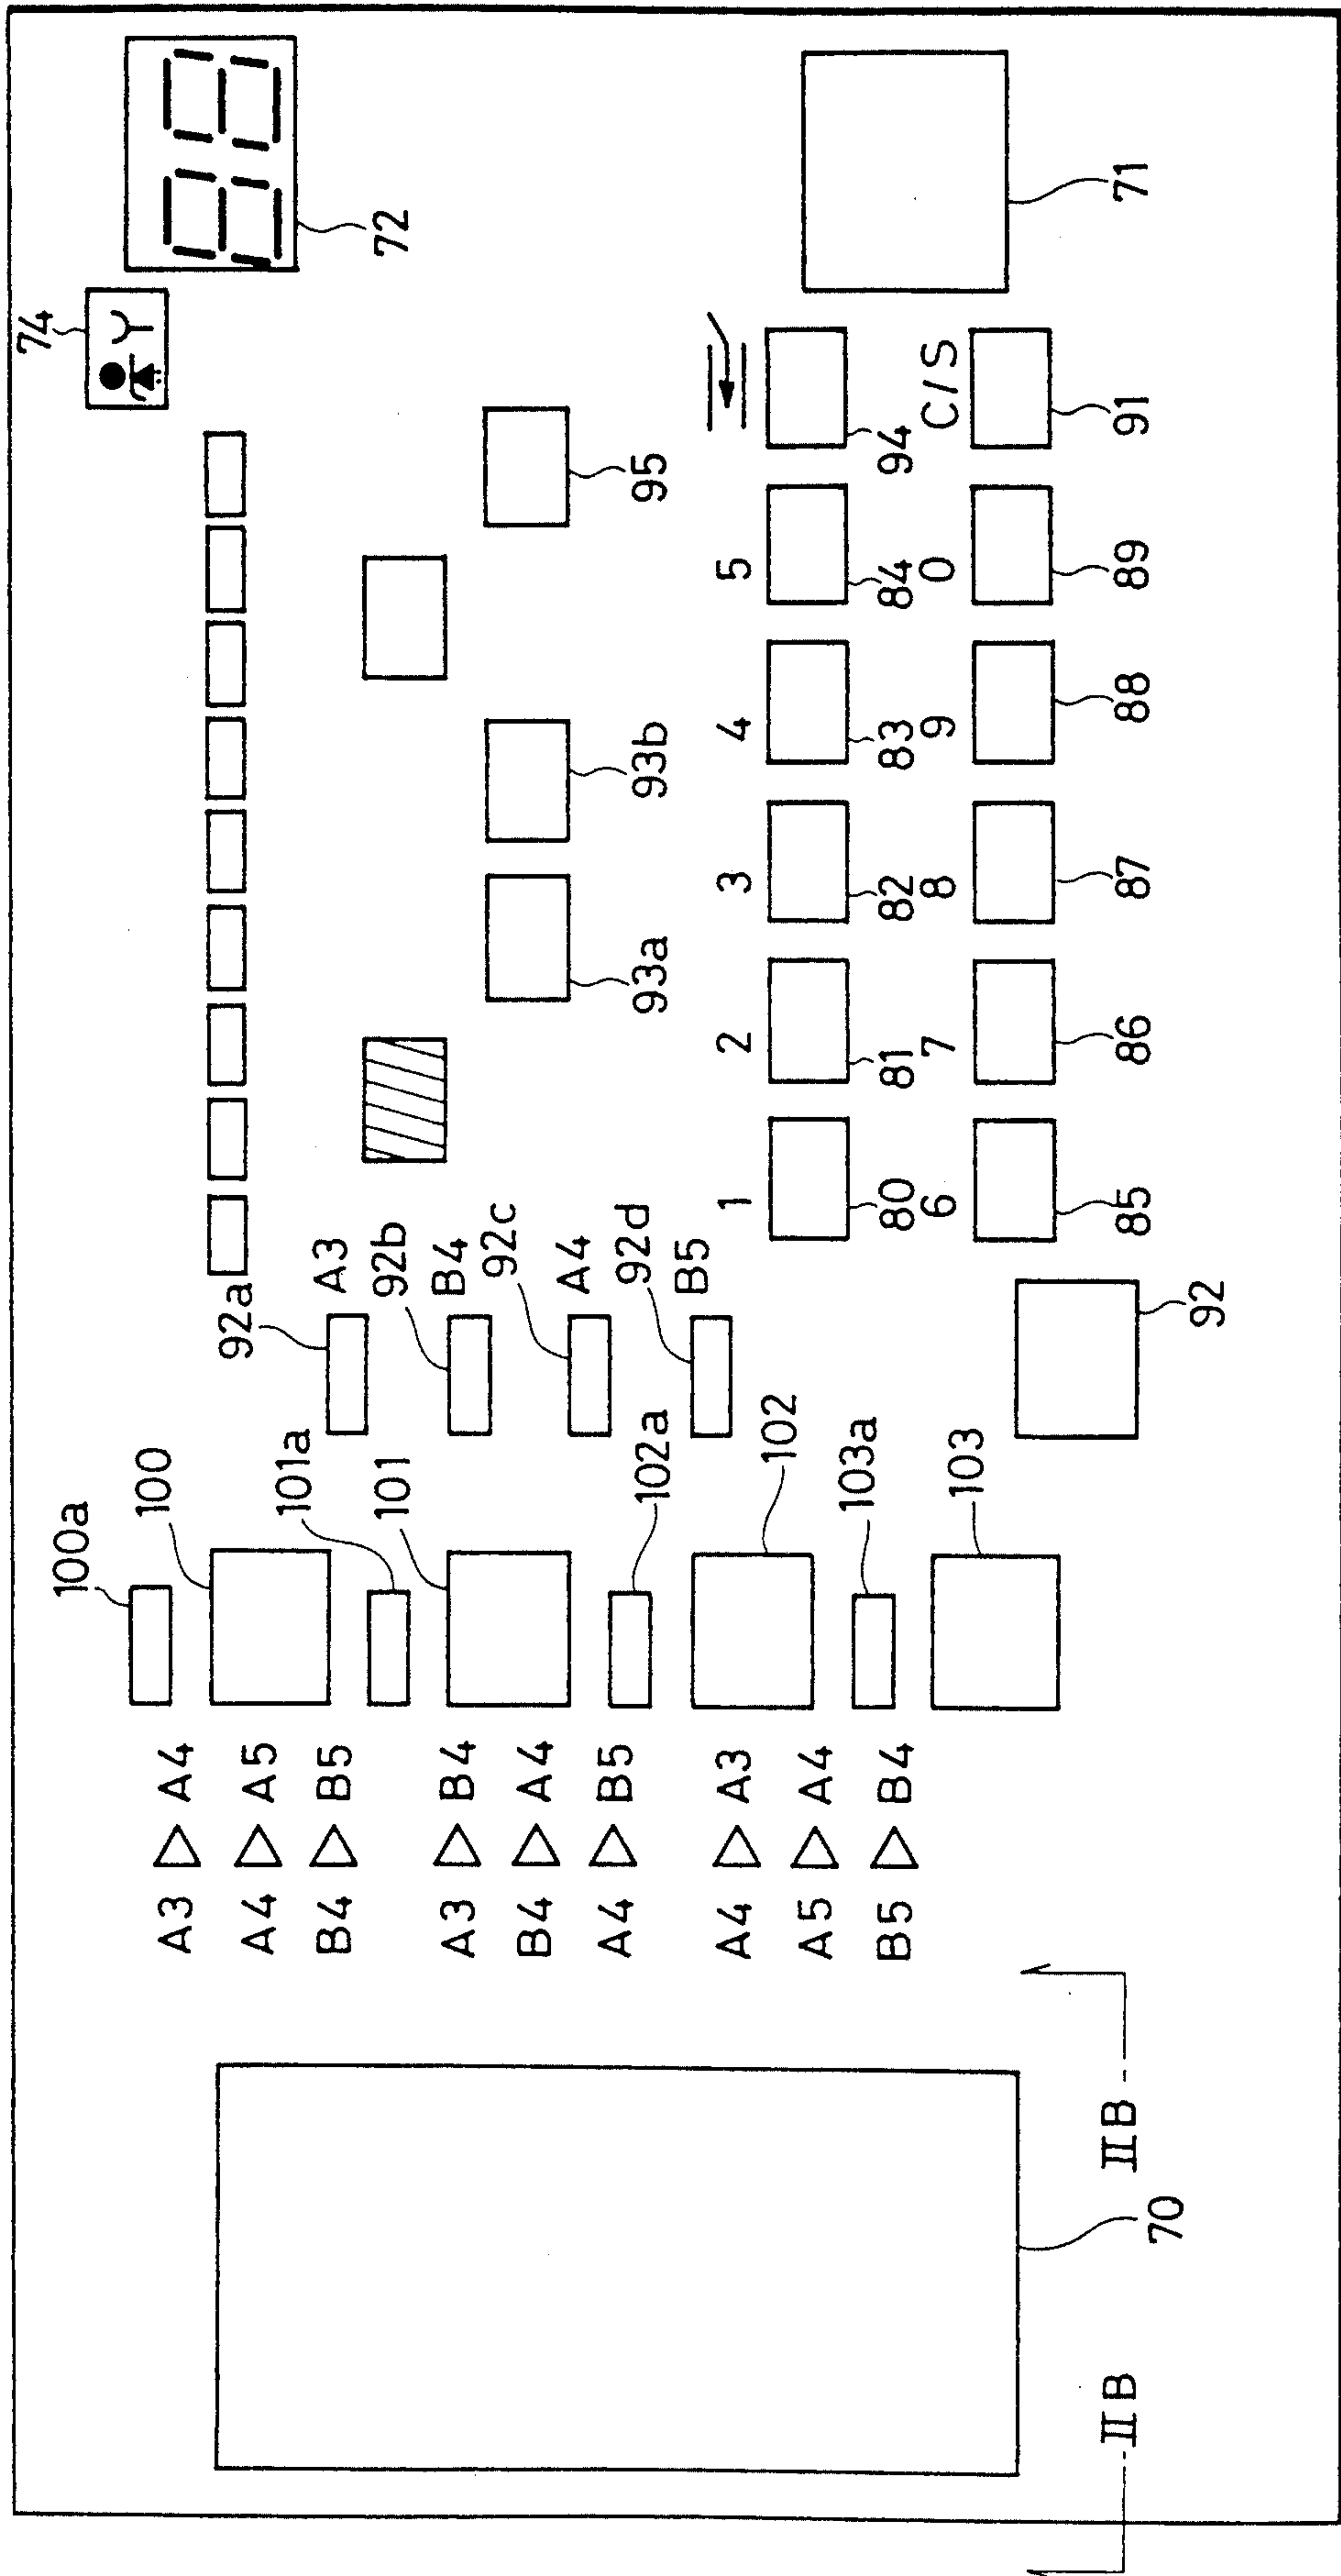 74
72
100a
100
101a
101
102a
102
103a
103
92a
A3
92b
B4
92c
A4
92d
B5
A3 ▷ A4
A4 ▷ A5
B4 ▷ B5
A3 ▷ B4
B4 ▷ A4
A4 ▷ B5
A4 ▷ A3
A5 ▷ A4
B5 ▷ B4
93a
93b
95
1 2 3 4 5
80 81 82 83 84 94
6 7 8 9 0 C/S
85 86 87 88 89 91
71
92
IIB IIB
70